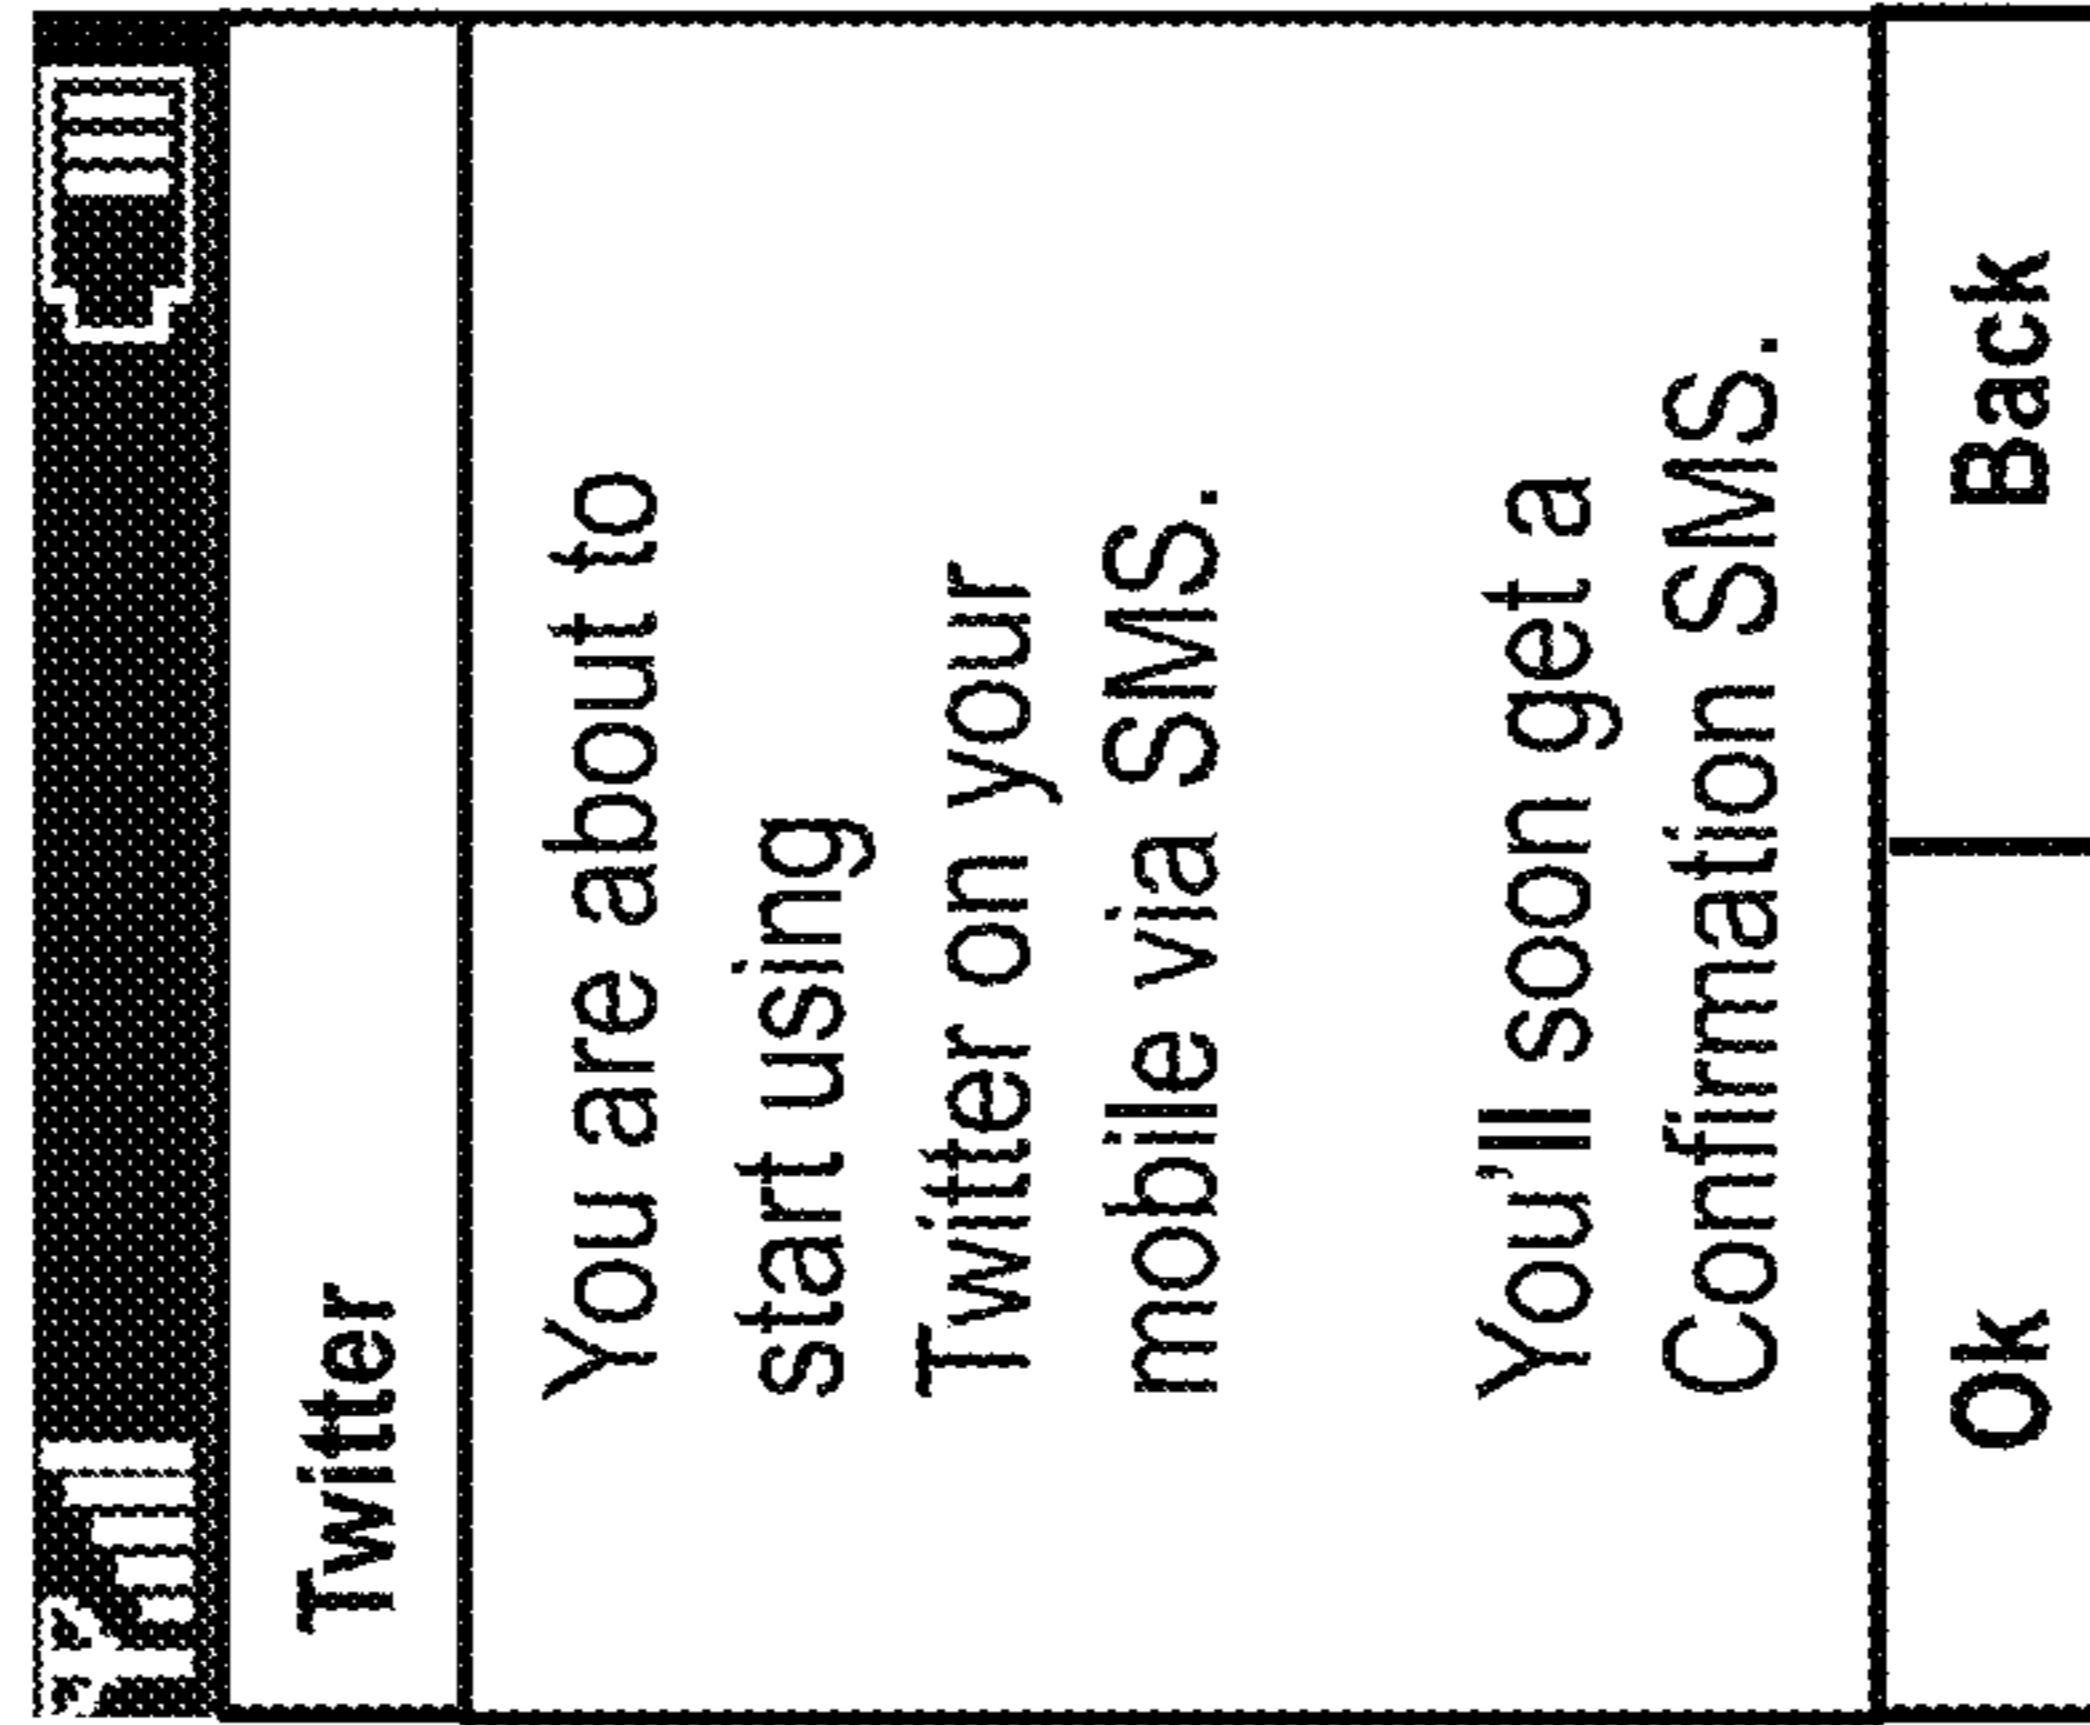 Twitter
You are about to
start using
Twitter on your
mobile via SMS.
You'll soon get a
Confirmation SMS.
Ok
Back